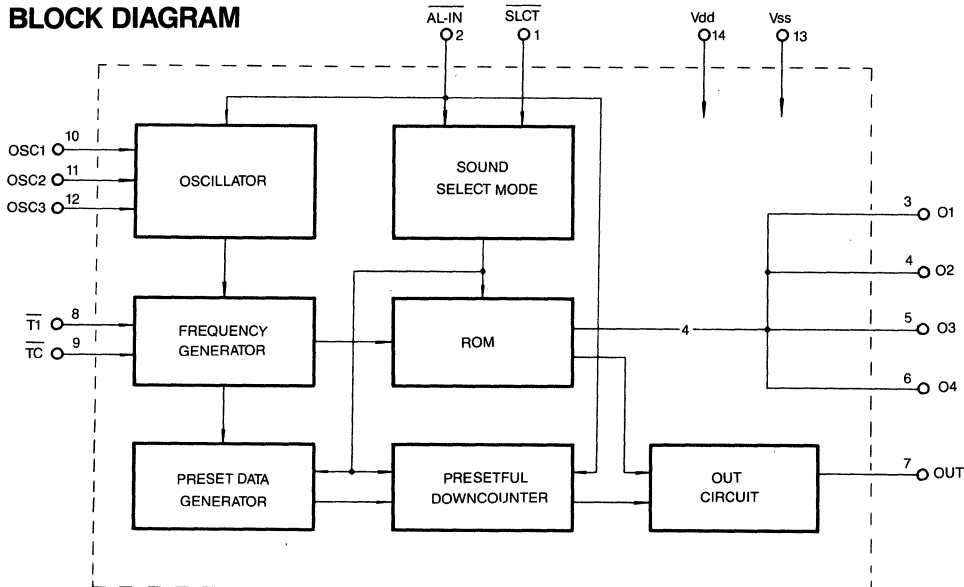 BLOCK DIAGRAM
AL-IN
2
SLCT
1
Vdd
14
Vss
13
OSC1
10
OSC2
11
OSC3
12
OSCILLATOR
SOUND
SELECT MODE
3
O1
4
O2
5
O3
6
O4
T1
8
TC
9
FREQUENCY
GENERATOR
ROM
4
PRESET DATA
GENERATOR
PRESETFUL
DOWNCOUNTER
OUT
CIRCUIT
7
OUT